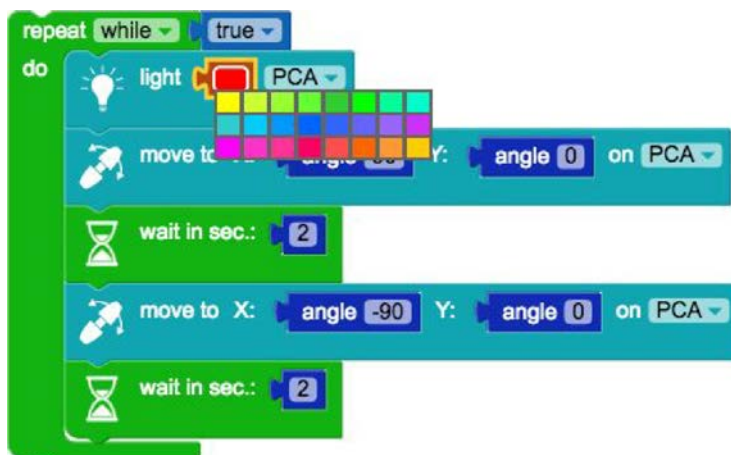 repeat while true
do
light PCA
move to Y: angle 0 on PCA
wait in sec.: 2
move to X: angle -90 Y: angle 0 on PCA
wait in sec.: 2